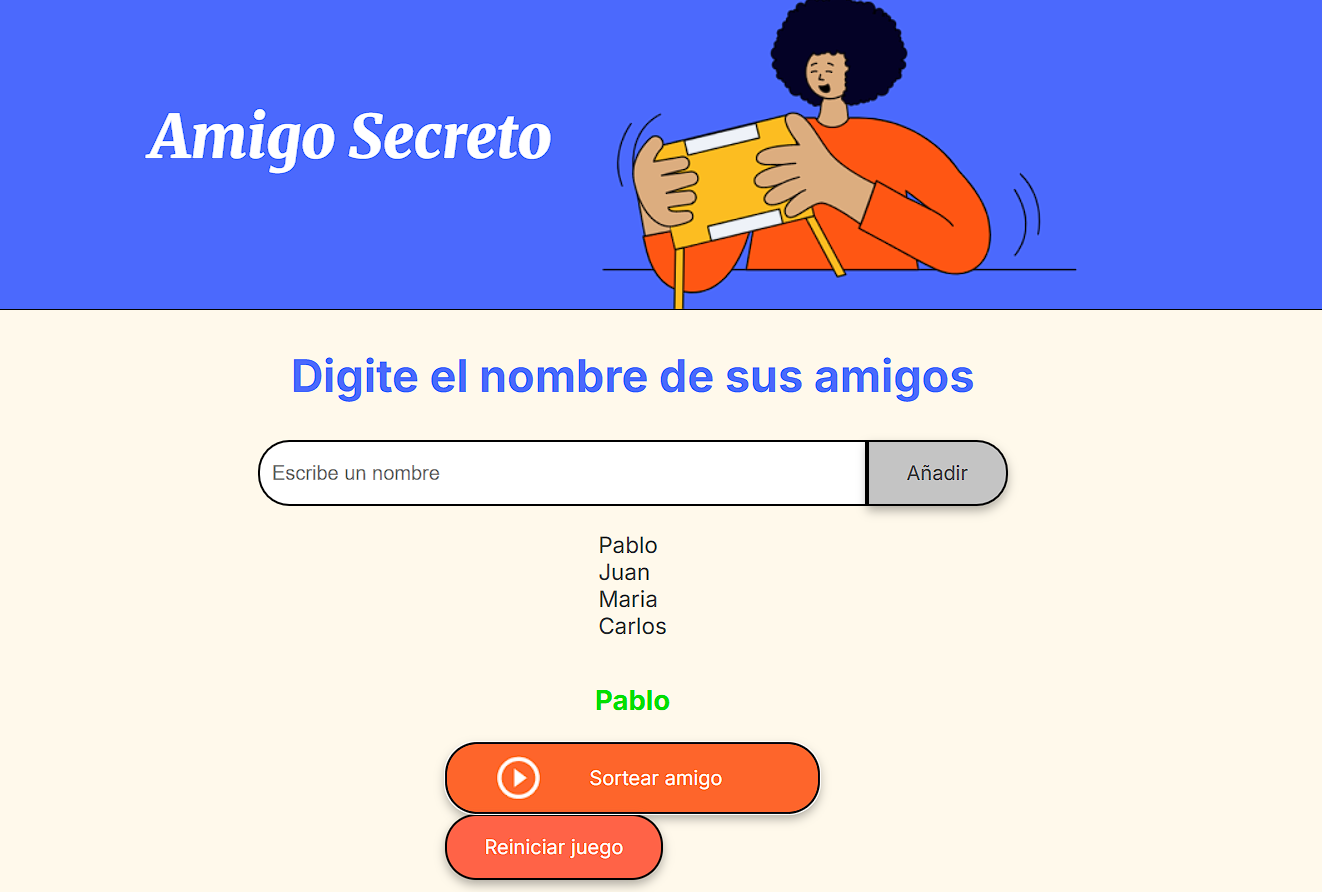 Amigo Secreto
Digite el nombre de sus amigos
Escribe un nombre
Añadir
Pablo
Juan
Maria
Carlos
Pablo
Sortear amigo
Reiniciar juego